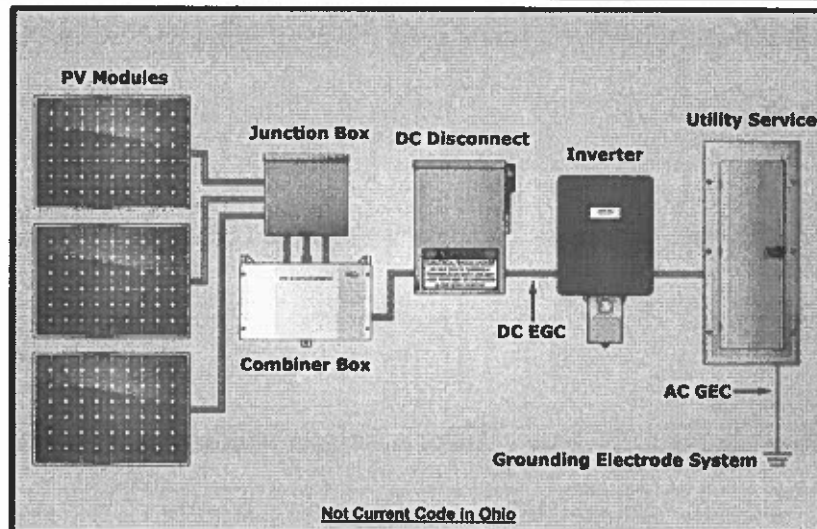 PV Modules
Junction Box
DC Disconnect
Inverter
Utility Service
DC EGC
Combiner Box
AC GEC
Grounding Electrode System
Not Current Code in Ohio